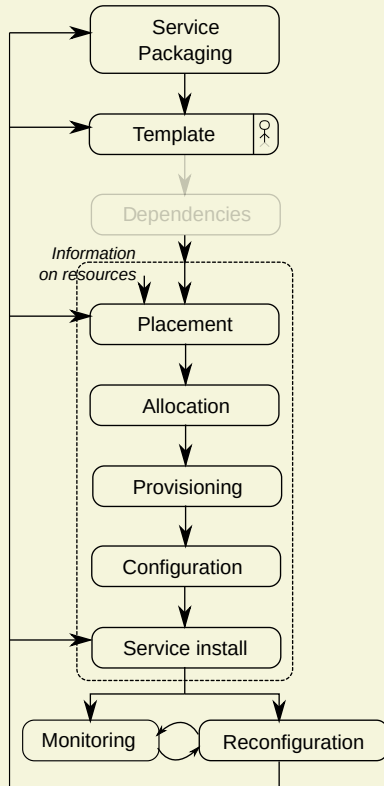 Service
Packaging
Template
Dependencies
Information
on resources
Placement
Allocation
Provisioning
Configuration
Service install
Monitoring
Reconfiguration